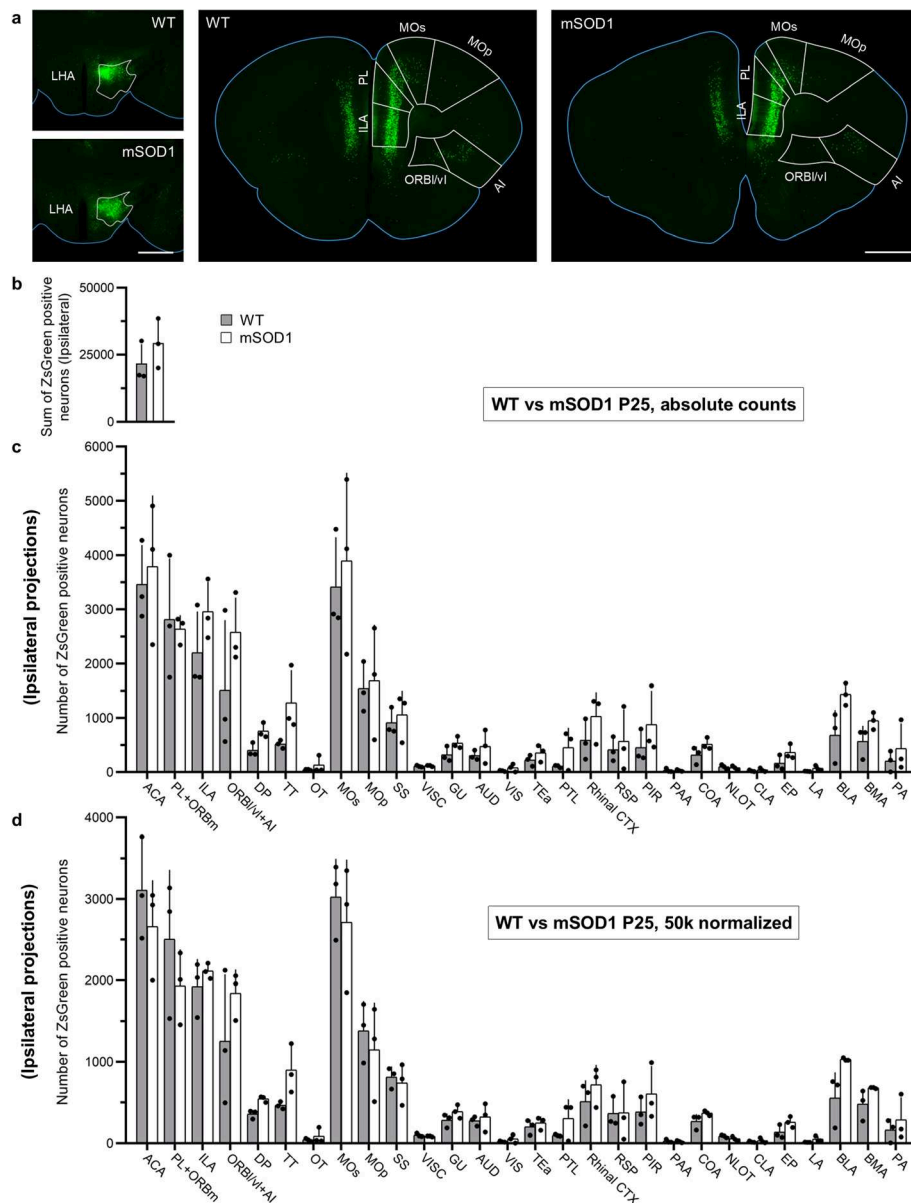 a
WT
LHA
mSOD1
LHA
WT
MOs
MOp
PL
ILA
ORBl/vl
AI
mSOD1
MOs
MOp
PL
ILA
ORBl/vl
AI
b
Sum of ZsGreen positive
neurons (Ipsilateral)
50000
25000
0
WT
mSOD1
WT vs mSOD1 P25, absolute counts
c
(Ipsilateral projections)
Number of ZsGreen positive neurons
6000
5000
4000
3000
2000
1000
0
ACA
PL+ORBm
ILA
ORBl/vl+AI
DP
TT
OT
MOs
MOp
SS
VISC
GU
AUD
VIS
TEa
PTL
Rhinal CTX
RSP
PIR
PAA
COA
NLOT
CLA
EP
LA
BLA
BMA
PA
d
(Ipsilateral projections)
Number of ZsGreen positive neurons
4000
3000
2000
1000
0
WT vs mSOD1 P25, 50k normalized
ACA
PL+ORBm
ILA
ORBl/vl+AI
DP
TT
OT
MOs
MOp
SS
VISC
GU
AUD
VIS
TEa
PTL
Rhinal CTX
RSP
PIR
PAA
COA
NLOT
CLA
EP
LA
BLA
BMA
PA